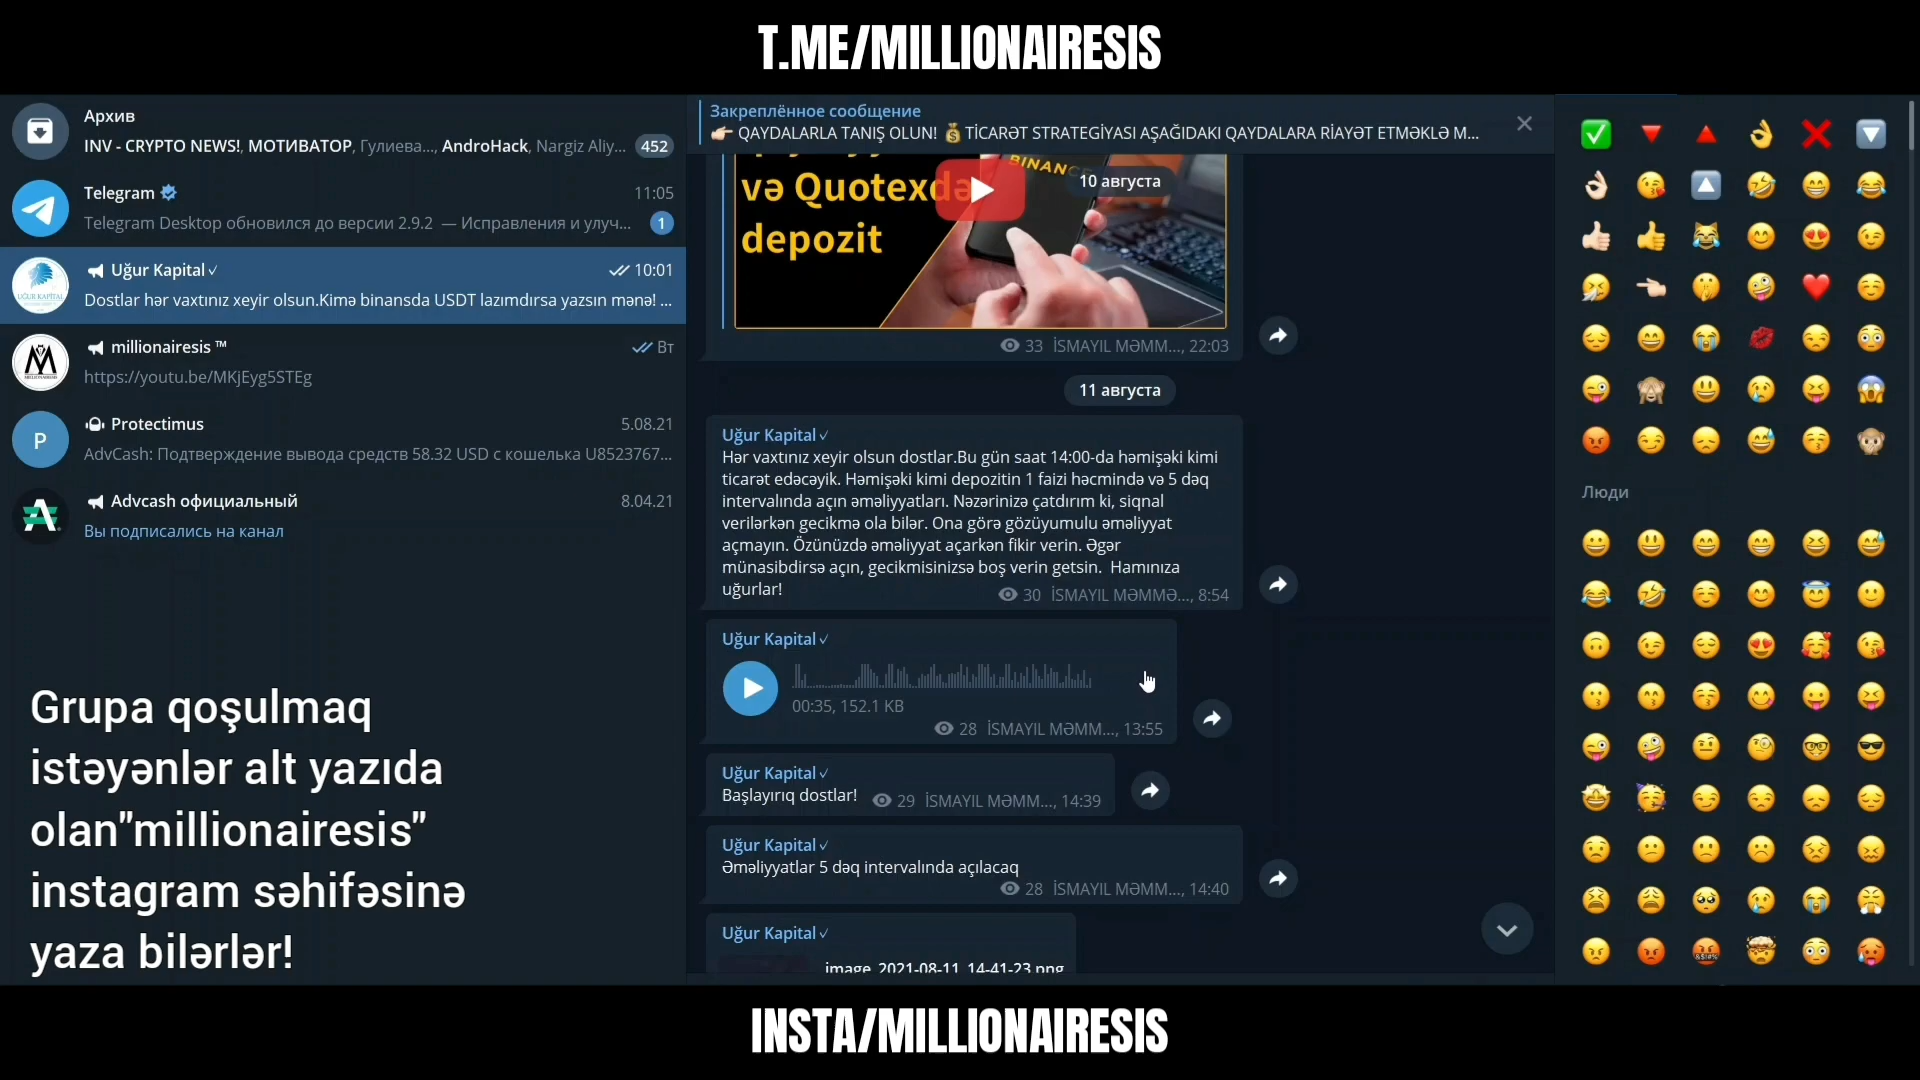 T.ME/MILLIONAIRESIS
Архив
INV - CRYPTO NEWS!, МОТИВАТОР, Гулиева..., AndroHack, Nargiz Aliy... 452
Telegram 11:05
Telegram Desktop обновился до версии 2.9.2 — Исправления и улуч... 1
Uğur Kapital✓ 10:01
Dostlar hər vaxtınız xeyir olsun.Kimə binansda USDT lazımdırsa yazsın mənə! ...
millionairesis ™ Вт
https://youtu.be/MKjEyg5STEg
P
Protectimus 5.08.21
AdvCash: Подтверждение вывода средств 58.32 USD с кошелька U8523767...
Advcash официальный 8.04.21
Вы подписались на канал
Grupa qoşulmaq
istəyənlər alt yazıda
olan"millionairesis"
instagram səhifəsinə
yaza bilərlər!
Закреплённое сообщение
QAYDALARLA TANIŞ OLUN! TİCARƏT STRATEGİYASI AŞAĞIDAKI QAYDALARA RİAYƏT ETMƏKLƏ M...
BINANC
10 августа
və Quotexdə
depozit
33 İSMAYIL MƏMM..., 22:03
11 августа
Uğur Kapital✓
Hər vaxtınız xeyir olsun dostlar.Bu gün saat 14:00-da həmişəki kimi
ticarət edəcəyik. Həmişəki kimi depozitin 1 faizi həcmində və 5 dəq
intervalında açın əməliyyatları. Nəzərinizə çatdırım ki, siqnal
verilərkən gecikmə ola bilər. Ona görə gözüyumulu əməliyyat
açmayın. Özünüzdə əməliyyat açarkən fikir verin. Əgər
münasibdirsə açın, gecikmisinizsə boş verin getsin. Hamınıza
uğurlar!
30 İSMAYIL MƏMMƏ..., 8:54
Uğur Kapital✓
00:35, 152.1 KB
28 İSMAYIL MƏMM..., 13:55
Uğur Kapital✓
Başlayırıq dostlar! 29 İSMAYIL MƏMM..., 14:39
Uğur Kapital✓
Əməliyyatlar 5 dəq intervalında açılacaq
28 İSMAYIL MƏMM..., 14:40
Uğur Kapital✓
image_2021-08-11_14-41-23.png
Люди
INSTA/MILLIONAIRESIS